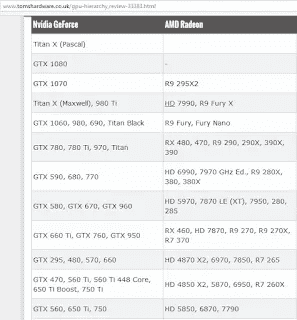 www.tomshardware.co.uk/gpu-hierarchy,review-33383.html
Nvidia GeForce AMD Radeon
Titan X (Pascal)
GTX 1080 -
GTX 1070 R9 295X2
Titan X (Maxwell), 980 Ti HD 7990, R9 Fury X
GTX 1060, 980, 690, Titan Black R9 Fury, Fury Nano
GTX 780, 780 Ti, 970, Titan RX 480, 470, R9 290, 290X, 390X,
390
GTX 590, 680, 770 HD 6990, 7970 GHz Ed., R9 280X,
380, 380X
GTX 580, GTX 670, GTX 960 HD 5970, 7870 LE (XT), 7950, 280,
285
GTX 660 Ti, GTX 760, GTX 950 RX 460, HD 7870, R9 270, R9 270X,
R7 370
GTX 295, 480, 570, 660 HD 4870 X2, 6970, 7850, R7 265
GTX 470, 560 Ti, 560 Ti 448 Core,
650 Ti Boost, 750 Ti HD 4850 X2, 5870, 6950, R7 260X
GTX 560, 650 Ti, 750 HD 5850, 6870, 7790